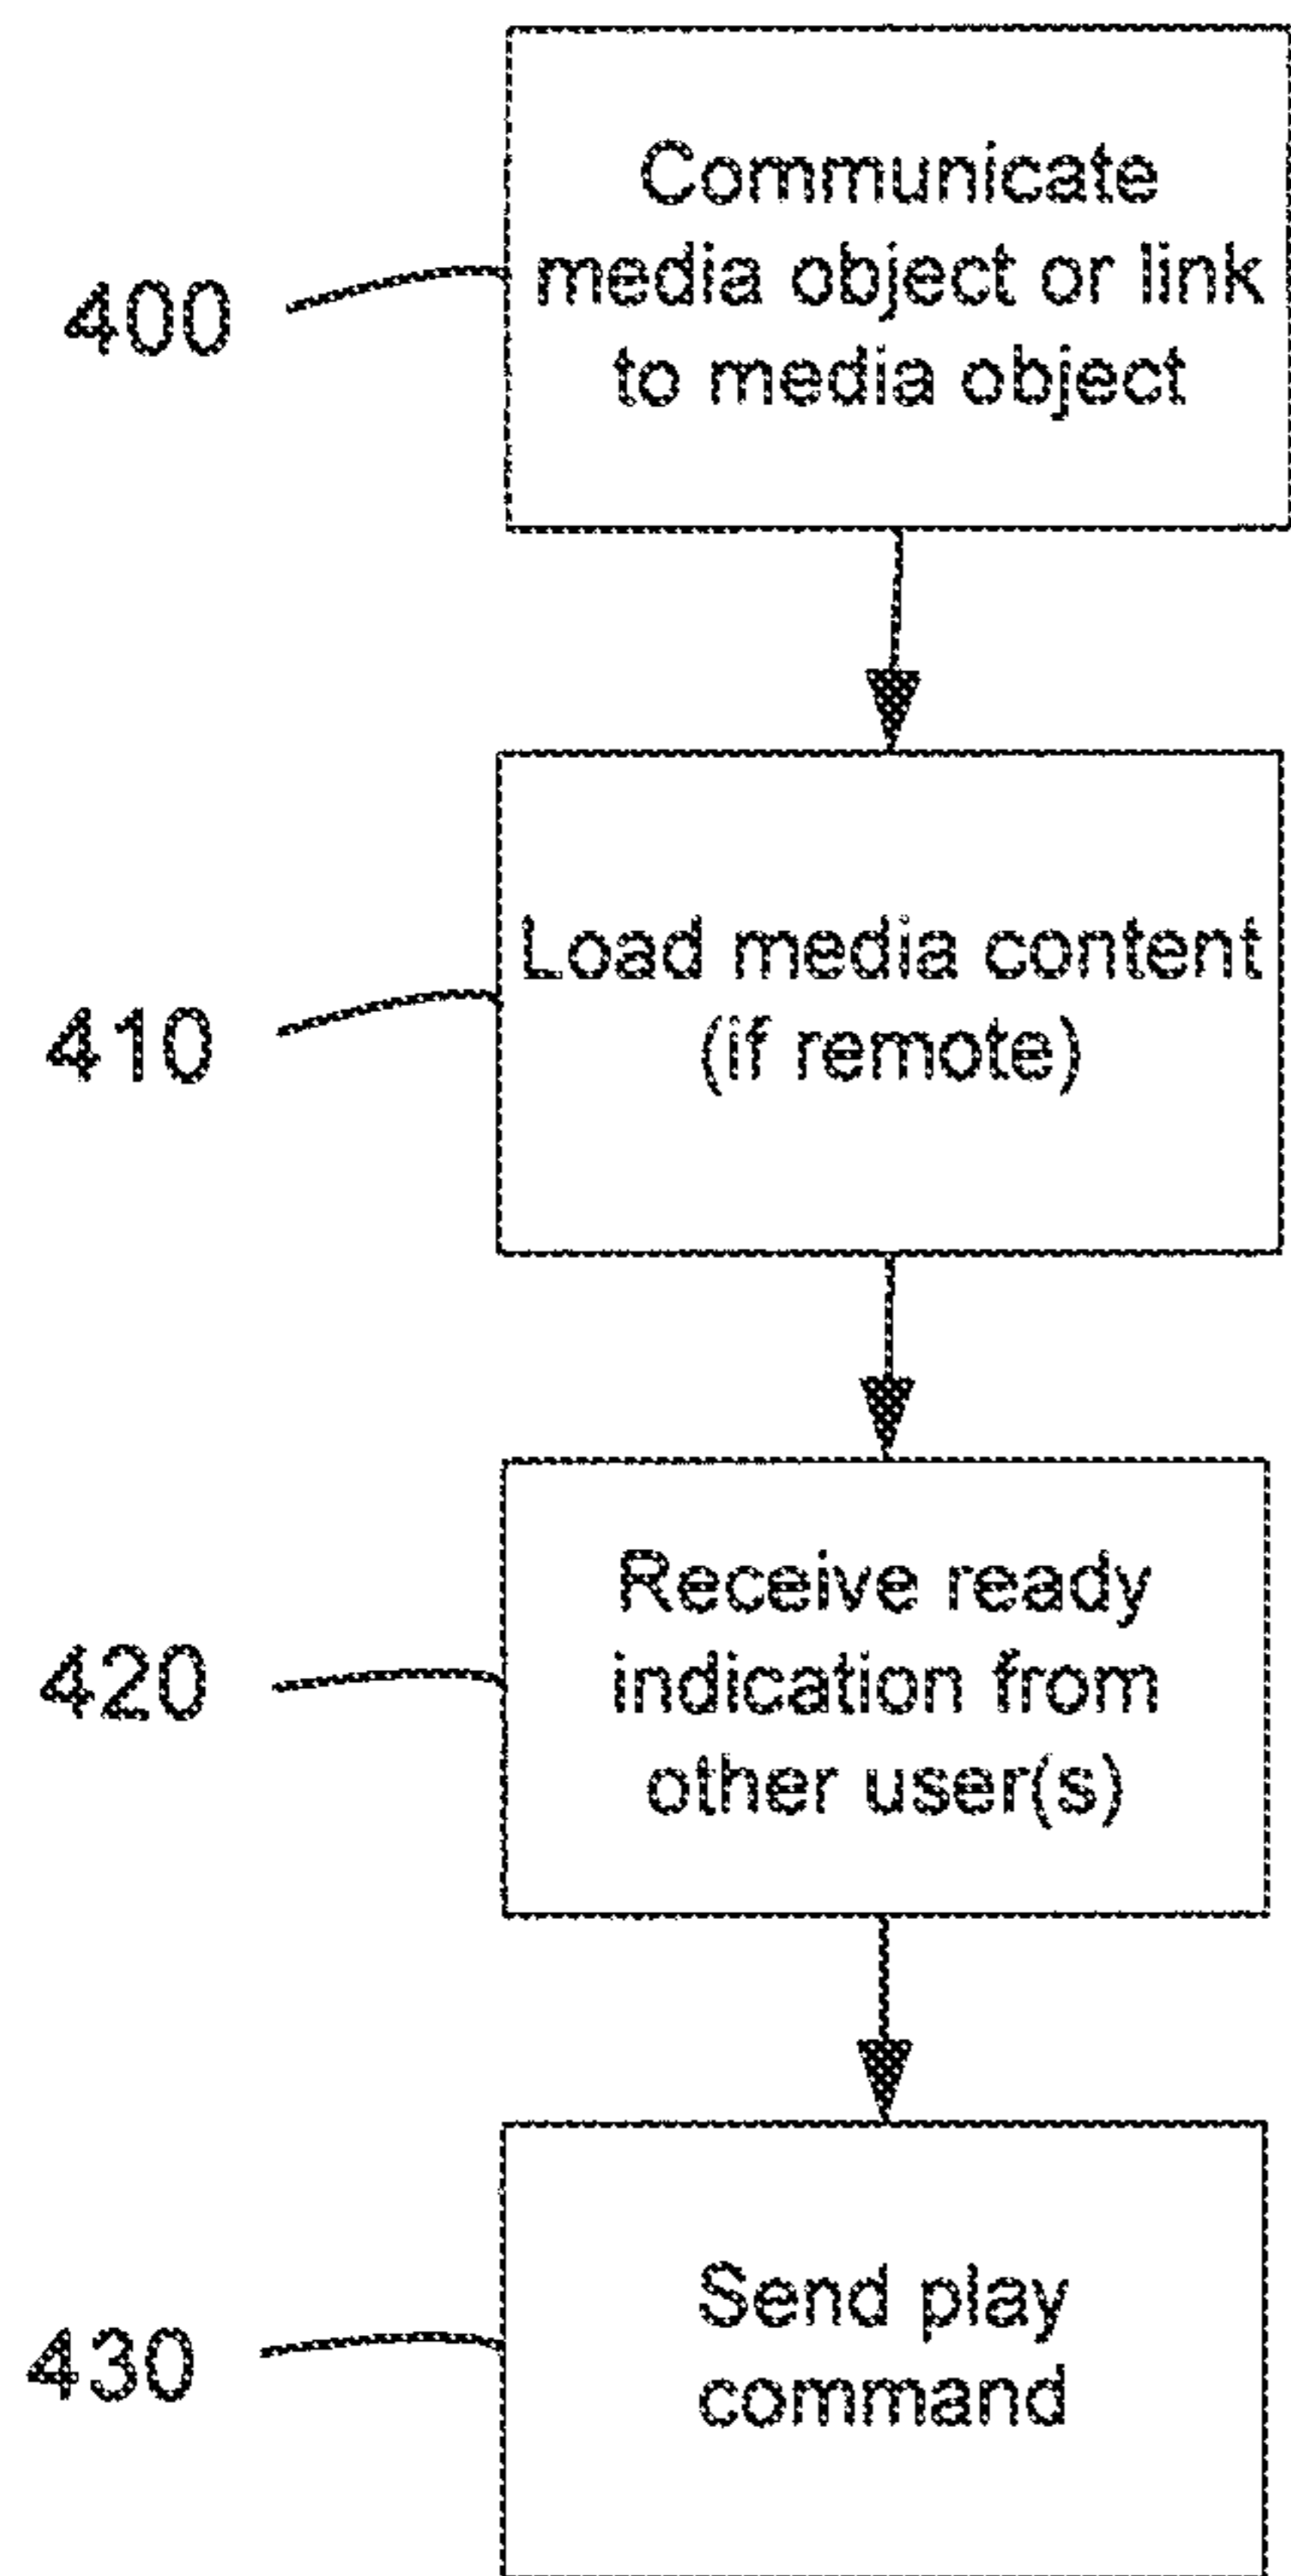 400
Communicate
media object or link
to media object
410
Load media content
(if remote)
420
Receive ready
indication from
other user(s)
430
Send play
command